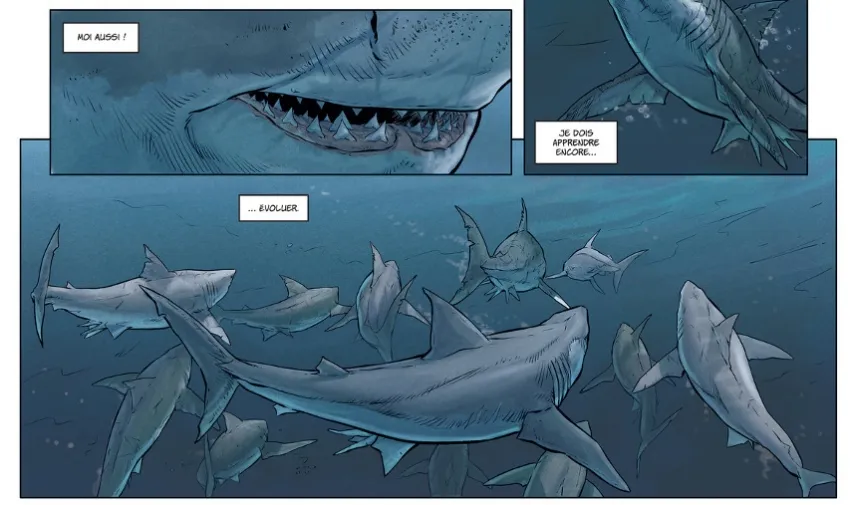 MOI AUSSI !
JE DOIS
APPRENDRE
ENCORE...
... ÉVOLUER.